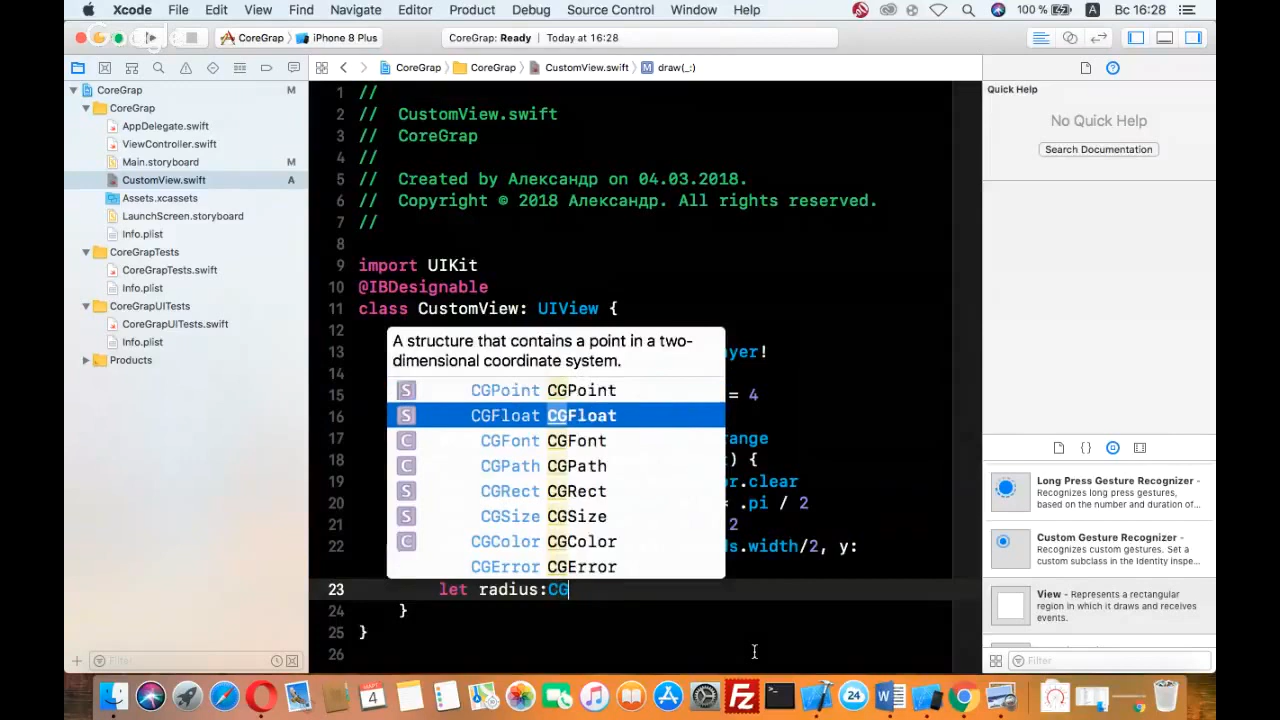 Xcode File Edit View Find Navigate Editor Product Debug Source Control Window Help 100 % A Вс 16:28
CoreGrap iPhone 8 Plus CoreGrap: Ready Today at 16:28
CoreGrap CoreGrap CustomView.swift M draw(_:)
CoreGrap M
CoreGrap
AppDelegate.swift
ViewController.swift
Main.storyboard M
CustomView.swift A
Assets.xcassets
LaunchScreen.storyboard
Info.plist
CoreGrapTests
CoreGrapTests.swift
Info.plist
CoreGrapUITests
CoreGrapUITests.swift
Info.plist
Products
Filter
1 //
2 // CustomView.swift
3 // CoreGrap
4 //
5 // Created by Александр on 04.03.2018.
6 // Copyright © 2018 Александр. All rights reserved.
7 //
8
9 import UIKit
10 @IBDesignable
11 class CustomView: UIView {
12
13 yer!
14
15 = 4
16
17 range
18 ) {
19 r.clear
20 .pi / 2
21 2
22 s.width/2, y:
23 let radius:CG
24 }
25 }
26
A structure that contains a point in a two-
dimensional coordinate system.
S CGPoint CGPoint
S CGFloat CGFloat
C CGFont CGFont
C CGPath CGPath
S CGRect CGRect
S CGSize CGSize
C CGColor CGColor
CGError CGError
Quick Help
No Quick Help
Search Documentation
{ }
Long Press Gesture Recognizer -
Recognizes long press gestures,
based on the number and duration of...
Custom Gesture Recognizer -
Recognizes custom gestures. Set a
custom subclass in the Identity inspe...
View - Represents a rectangular
region in which it draws and receives
events.
Filter
МАРТ
4
FZ
24
W